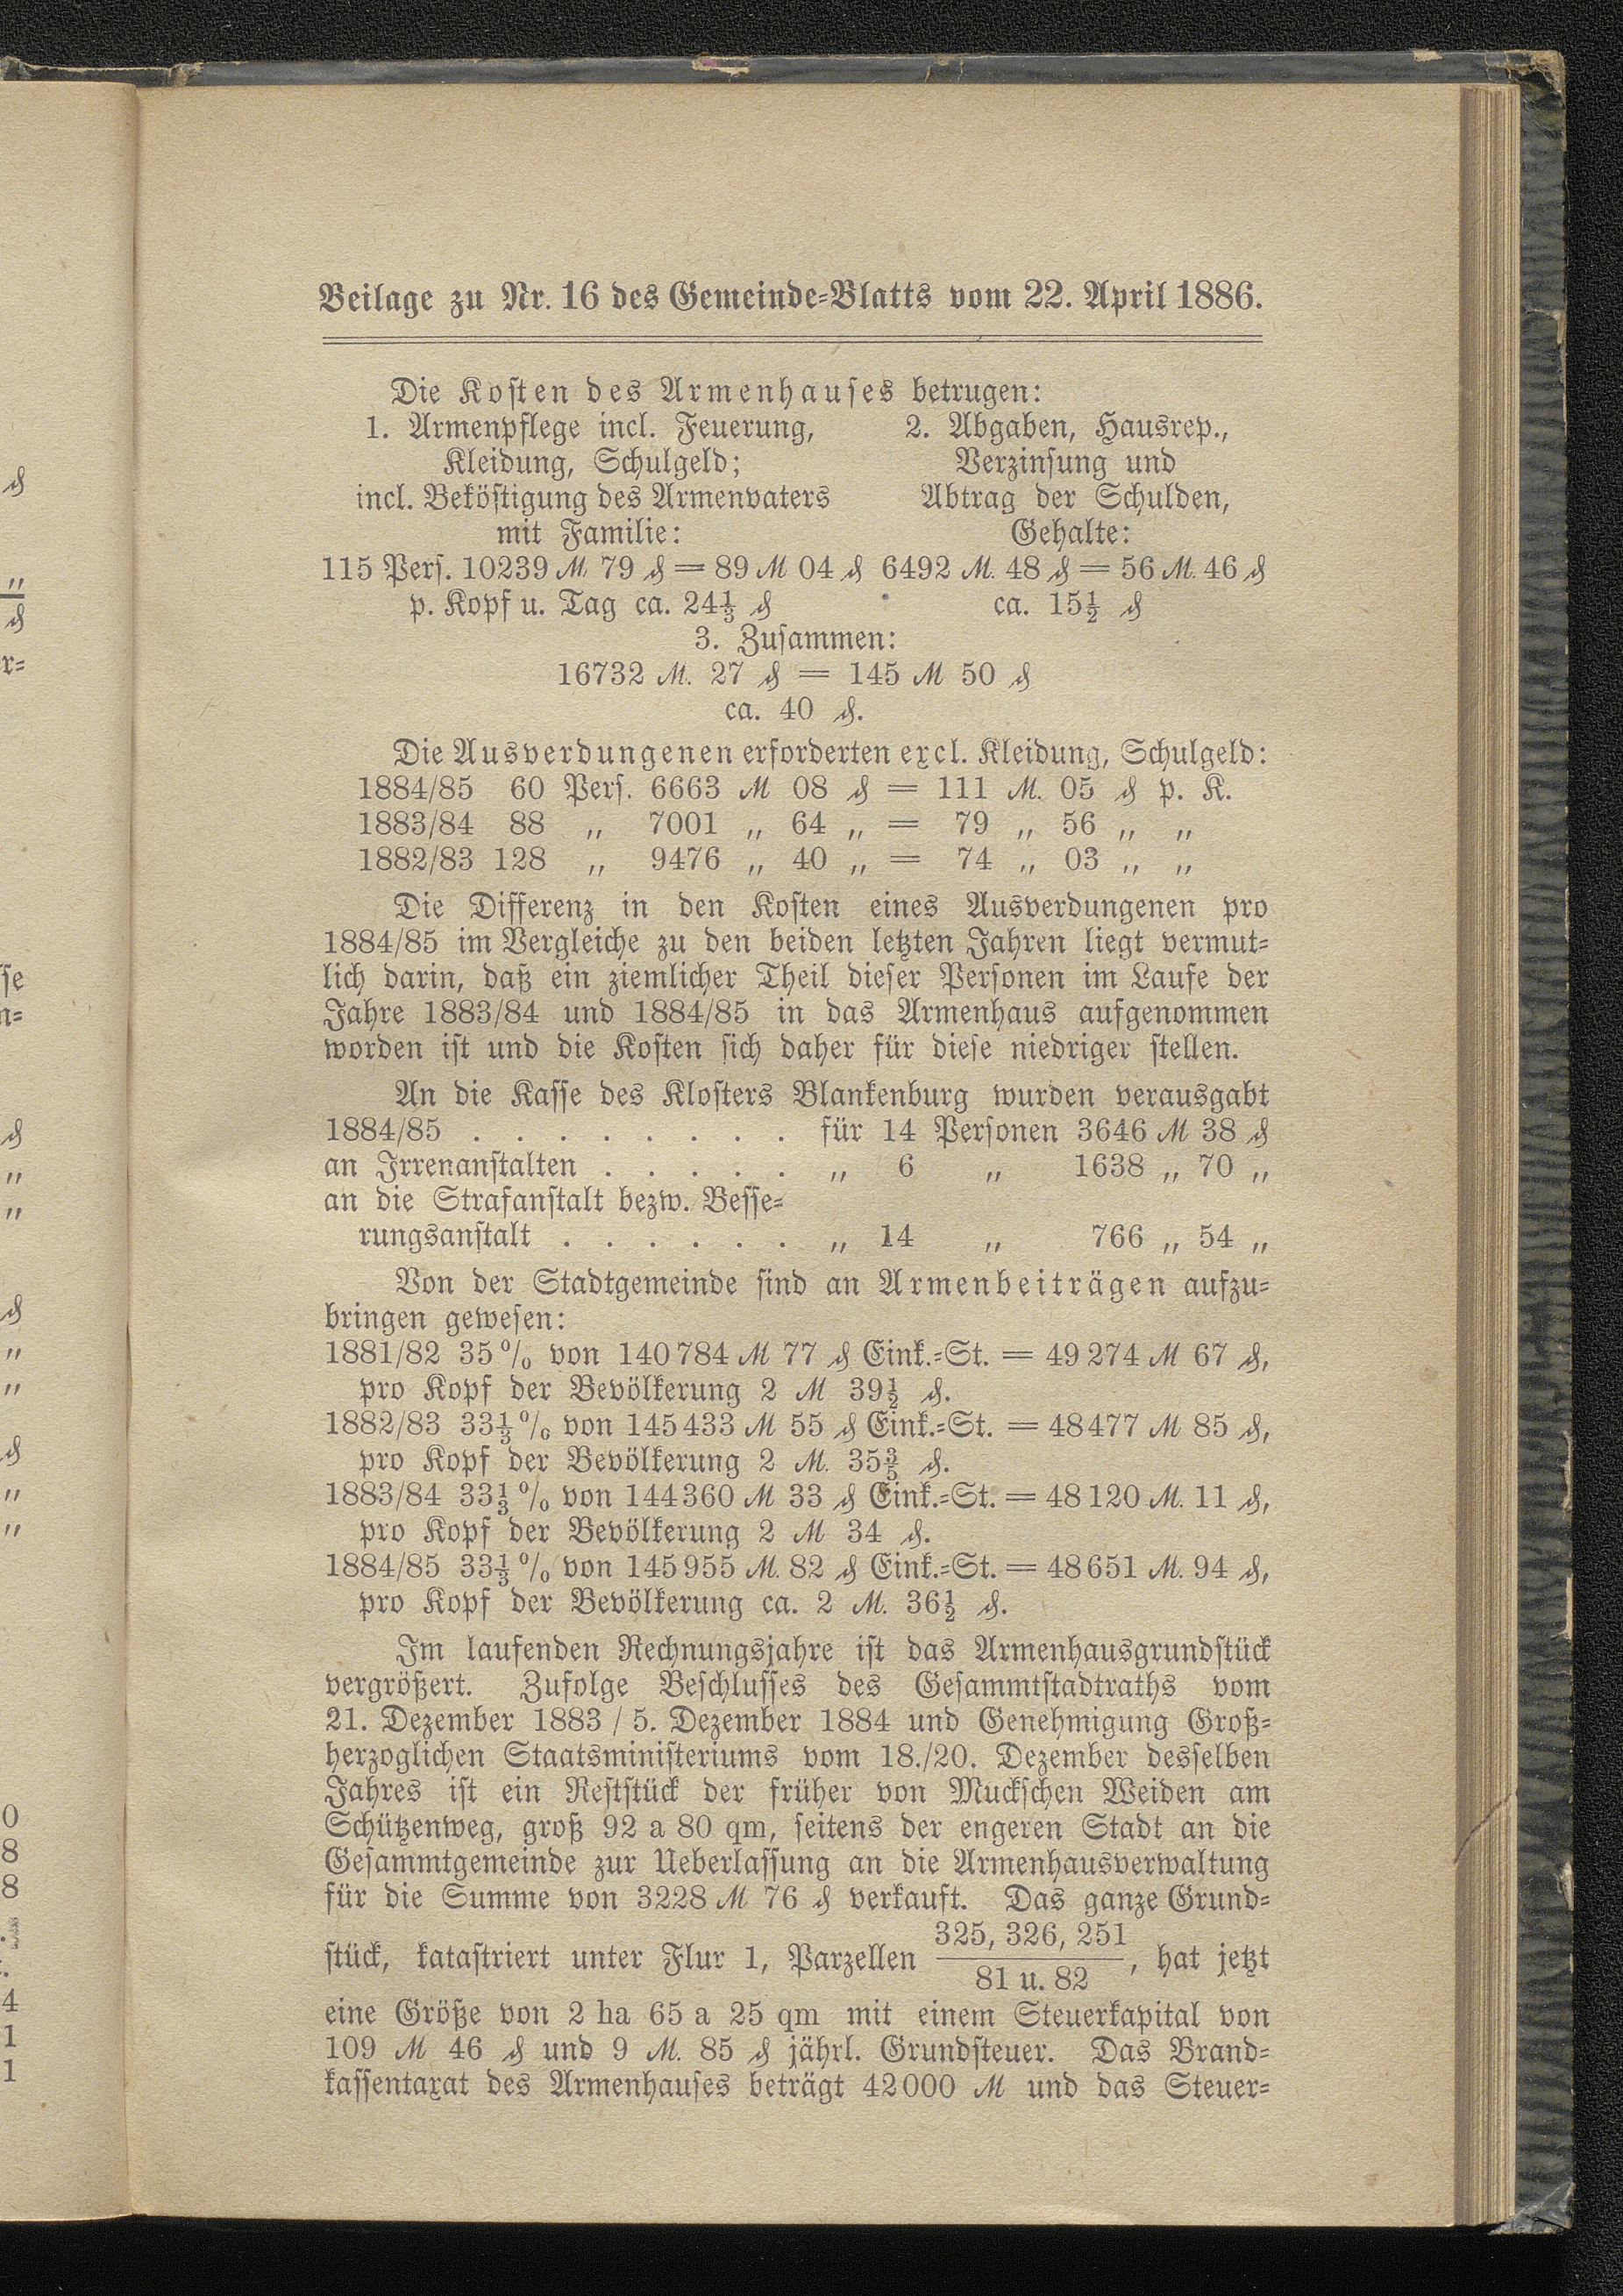 Beilage zu Nr. 16 des Gemeinde-Blatts vom 22. April 1886.
Die Kosten des Armenhauses betrugen:
1. Armenpflege incl. Feuerung,
Kleidung, Schulgeld;
incl. Beköstigung des Armenvaters
mit Familie:
2. Abgaben, Hausrep.,
Verzinsung und
Abtrag der Schulden,
Gehalte:
115 Pers. 10239 ℳ. 79 ₰ = 89 ℳ 04 ₰ 6492 ℳ. 48 ₰ = 56 ℳ. 46 ₰
p. Kopf u. Tag ca. 24⅓ ₰ ca. 15½ ₰
3. Zusammen:
16732 ℳ. 27 ₰ = 145 ℳ 50 ₰
ca. 40 ₰.
Die Ausverdungenen erforderten excl. Kleidung, Schulgeld:
1884/85 60 Pers. 6663 ℳ 08 ₰ = 111 ℳ. 05 ₰ p. K.
1883/84 88 „ 7001 „ 64 „ = 79 „ 56 „ „
1882/83 128 „ 9476 „ 40 „ = 74 „ 03 „ „
Die Differenz in den Kosten eines Ausverdungenen pro
1884/85 im Vergleiche zu den beiden letzten Jahren liegt vermut-
lich darin, daß ein ziemlicher Theil dieser Personen im Laufe der
Jahre 1883/84 und 1884/85 in das Armenhaus aufgenommen
worden ist und die Kosten sich daher für diese niedriger stellen.
An die Kasse des Klosters Blankenburg wurden verausgabt
1884/85 . . . . . . . . für 14 Personen 3646 ℳ 38 ₰
an Irrenanstalten . . . . . „ 6 „ 1638 „ 70 „
an die Strafanstalt bezw. Besse-
rungsanstalt . . . . . . „ 14 „ 766 „ 54 „
Von der Stadtgemeinde sind an Armenbeiträgen aufzu-
bringen gewesen:
1881/82 35 % von 140 784 ℳ 77 ₰ Eink.-St. = 49 274 ℳ 67 ₰,
pro Kopf der Bevölkerung 2 ℳ 39½ ₰.
1882/83 33⅓ % von 145 433 ℳ 55 ₰ Eink.-St. = 48 477 ℳ 85 ₰,
pro Kopf der Bevölkerung 2 ℳ. 35⅗ ₰.
1883/84 33⅓ % von 144 360 ℳ 33 ₰ Eink.-St. = 48 120 ℳ. 11 ₰,
pro Kopf der Bevölkerung 2 ℳ 34 ₰.
1884/85 33⅓ % von 145 955 ℳ. 82 ₰ Eink.-St. = 48 651 ℳ. 94 ₰,
pro Kopf der Bevölkerung ca. 2 ℳ. 36½ ₰.
Im laufenden Rechnungsjahre ist das Armenhausgrundstück
vergrößert. Zufolge Beschlusses des Gesammtstadtraths vom
21. Dezember 1883 / 5. Dezember 1884 und Genehmigung Groß-
herzoglichen Staatsministeriums vom 18./20. Dezember desselben
Jahres ist ein Reststück der früher von Muckschen Weiden am
Schützenweg, groß 92 a 80 qm, seitens der engeren Stadt an die
Gesammtgemeinde zur Ueberlassung an die Armenhausverwaltung
für die Summe von 3228 ℳ 76 ₰ verkauft. Das ganze Grund-
325, 326, 251
stück, katastriert unter Flur 1, Parzellen , hat jetzt
81 u. 82
eine Größe von 2 ha 65 a 25 qm mit einem Steuerkapital von
109 ℳ 46 ₰ und 9 ℳ. 85 ₰ jährl. Grundsteuer. Das Brand-
kassentaxat des Armenhauses beträgt 42 000 ℳ und das Steuer-